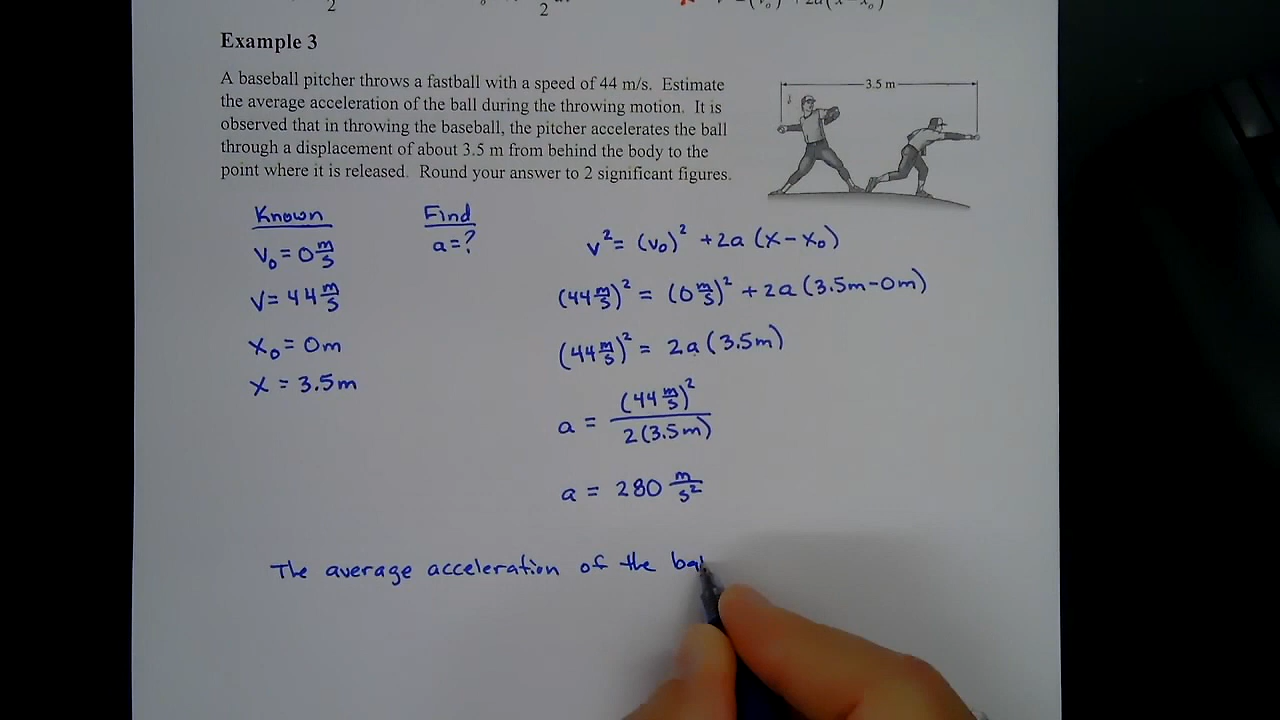 2
2
Example 3
A baseball pitcher throws a fastball with a speed of 44 m/s. Estimate
the average acceleration of the ball during the throwing motion. It is
observed that in throwing the baseball, the pitcher accelerates the ball
through a displacement of about 3.5 m from behind the body to the
point where it is released. Round your answer to 2 significant figures.
3.5 m
Known
v₀ = 0 m/s
v = 44 m/s
x₀ = 0m
x = 3.5m
Find
a = ?
v² = (v₀)² + 2a (x − x₀)
(44 m/s)² = (0 m/s)² + 2a (3.5m − 0m)
(44 m/s)² = 2a (3.5m)
a = (44 m/s)² / 2(3.5m)
a = 280 m/s²
The average acceleration of the bal